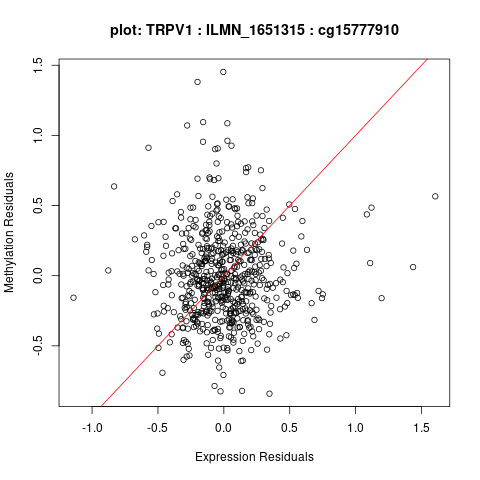 plot: TRPV1 : ILMN_1651315 : cg15777910
1.5
1.0
0.5
0.0
-0.5
Methylation Residuals
-1.0 -0.5 0.0 0.5 1.0 1.5
Expression Residuals